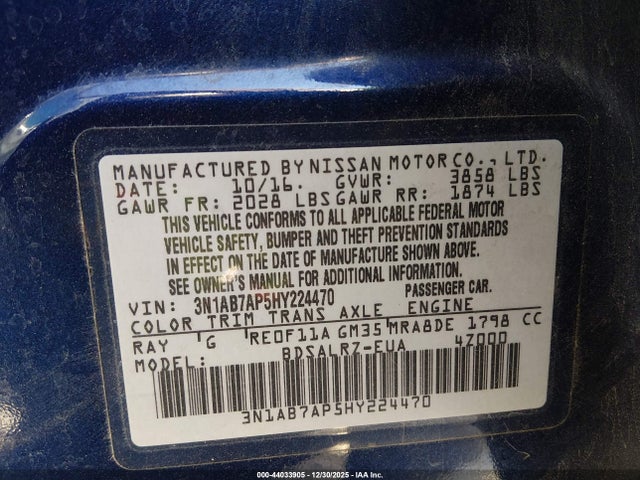 MANUFACTURED BY NISSAN MOTOR CO., LTD.
DATE: 10/16. GVWR: 3858 LBS
GAWR FR: 2028 LBS GAWR RR: 1874 LBS
THIS VEHICLE CONFORMS TO ALL APPLICABLE FEDERAL MOTOR
VEHICLE SAFETY, BUMPER AND THEFT PREVENTION STANDARDS
IN EFFECT ON THE DATE OF MANUFACTURE SHOWN ABOVE.
SEE OWNER'S MANUAL FOR ADDITIONAL INFORMATION.
VIN: 3N1AB7AP5HY224470 PASSENGER CAR.
COLOR TRIM TRANS AXLE ENGINE
RAY G RE0F11A GM35 MRA8DE 1798 CC
MODEL: BDSALRZ-EUA 4Z000
3N1AB7AP5HY224470
000-44033905 - 12/30/2025 - IAA Inc.